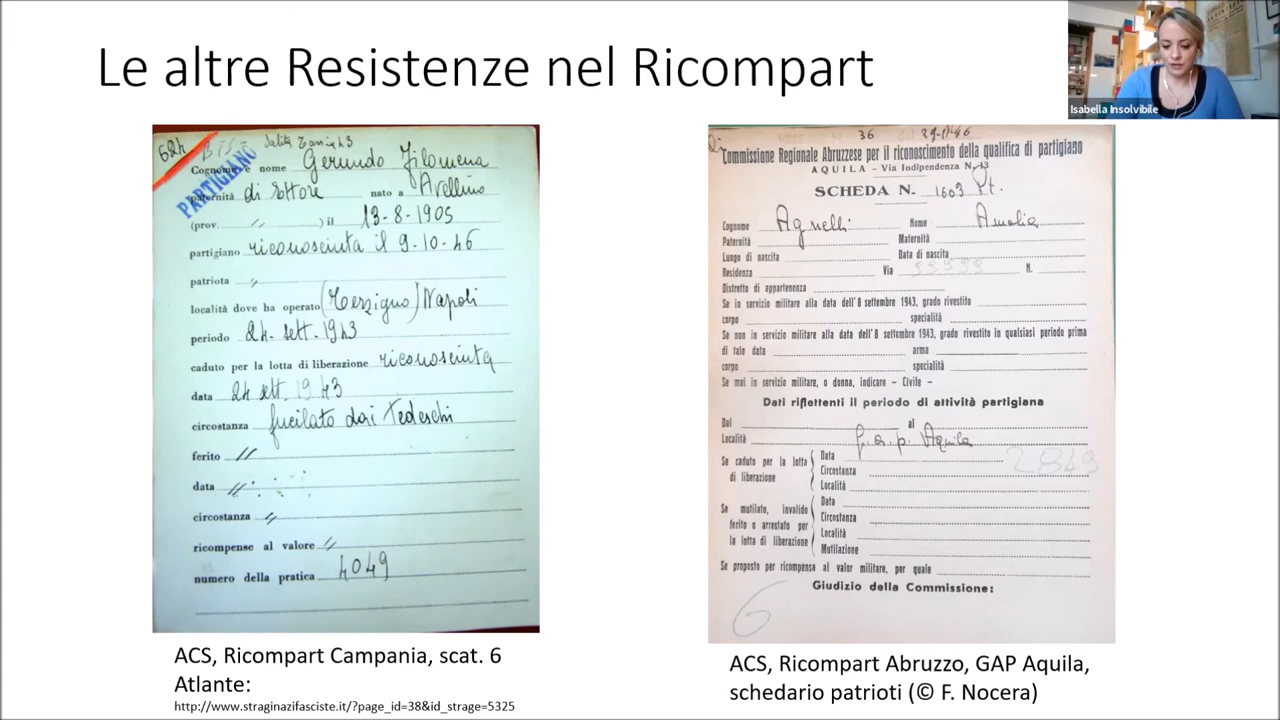 Le altre Resistenze nel Ricompart
Isabella Insolvibile
62h
PARTIGIANO
Cognome e nome Gerundo Filomena
paternità di Ettore nato a Avellino
(prov. // ) il 13-8-1905
partigiano riconosciuta il 9-10-46
patriota
località dove ha operato (Terzigno) Napoli
periodo 24. sett. 1943
caduto per la lotta di liberazione riconosciuta
data 24 sett. 1943
circostanza fucilato dai Tedeschi
ferito //
data //
circostanza //
ricompense al valore //
numero della pratica 4049
ACS, Ricompart Campania, scat. 6
Atlante:
http://www.straginazifasciste.it/?page_id=38&id_strage=5325
36
Commissione Regionale Abruzzese per il riconoscimento della qualifica di partigiano
AQUILA - Via Indipendenza N. 13
SCHEDA N. 1603 Pt.
Cognome Agnelli Nome Amalia
Paternità Maternità
Luogo di nascita Data di nascita
Residenza Via N.
Distretto di appartenenza
Se in servizio militare alla data dell'8 settembre 1943, grado rivestito
corpo specialità
Se non in servizio militare alla data dell'8 settembre 1943, grado rivestito in qualsiasi periodo prima
di tale data arma
corpo specialità
Se mai in servizio militare, o donna, indicare - Civile -
Dati riflettenti il periodo di attività partigiana
Dal al
Località G.a.p. Aquila
Se caduto per la lotta
di liberazione
Data
Circostanza
Località
2849
Se mutilato, invalido
ferito o arrestato per
la lotta di liberazione
Data
Circostanza
Località
Mutilazione
Se proposto per ricompensa al valor militare, per quale
Giudizio della Commissione:
6
ACS, Ricompart Abruzzo, GAP Aquila,
schedario patrioti (© F. Nocera)